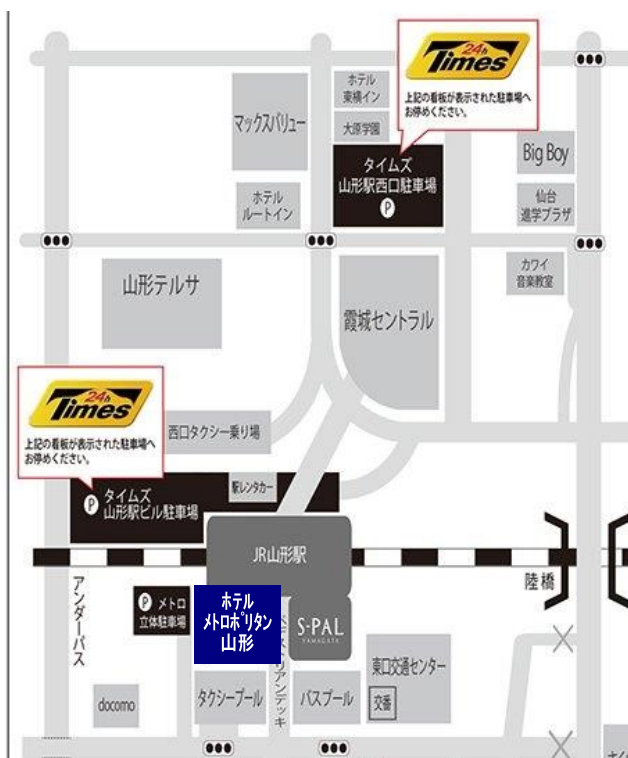 24h
Times
上記の看板が表示された駐車場へ
お停めください。
ホテル
東横イン
大原学園
マックスバリュー
タイムズ
山形駅西口駐車場
P
Big Boy
仙台
進学プラザ
ホテル
ルートイン
カワイ
音楽教室
山形テルサ
霞城セントラル
24h
Times
上記の看板が表示された駐車場へ
お停めください。
西口タクシー乗り場
駅レンタカー
P タイムズ
山形駅ビル駐車場
JR山形駅
陸橋
アンダーパス
P メトロ
立体駐車場
ホテル
メトロポリタン
山形
S-PAL
YAMAGATA
ペデストリアンデッキ
東口交通センター
交番
docomo
タクシープール
バスプール